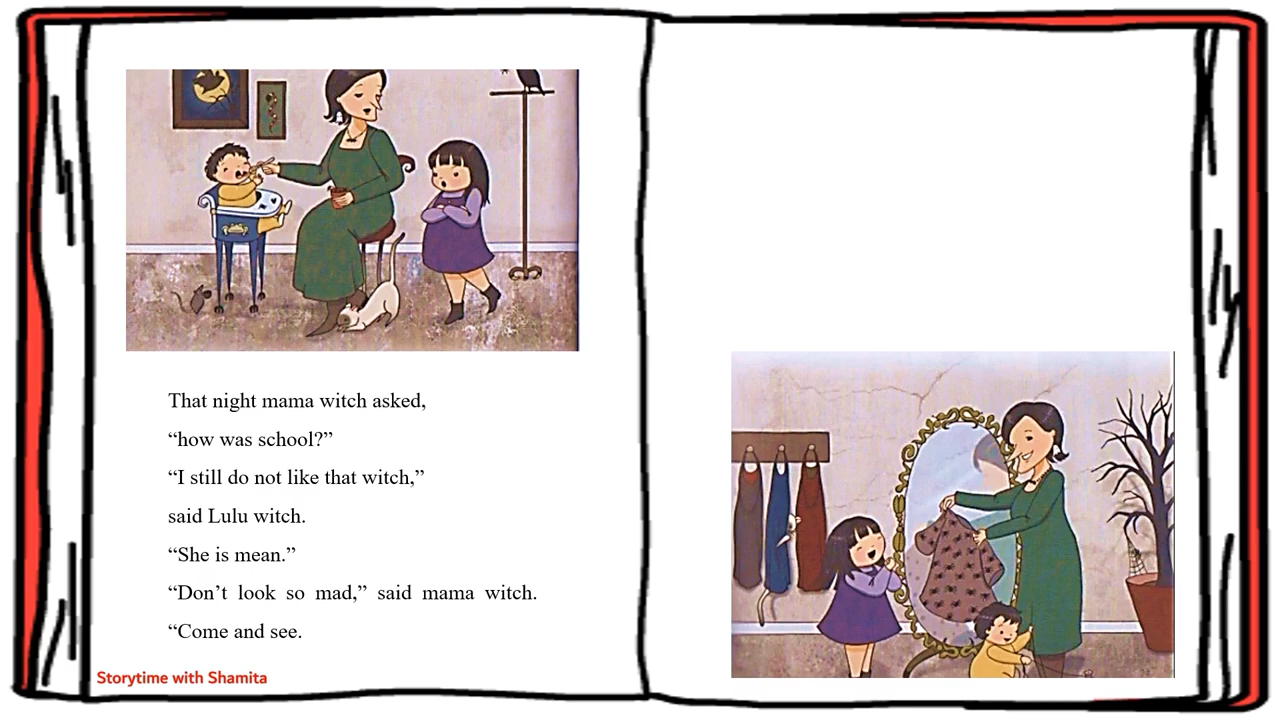 That night mama witch asked,
“how was school?”
“I still do not like that witch,”
said Lulu witch.
“She is mean.”
“Don’t look so mad,” said mama witch.
“Come and see.
Storytime with Shamita